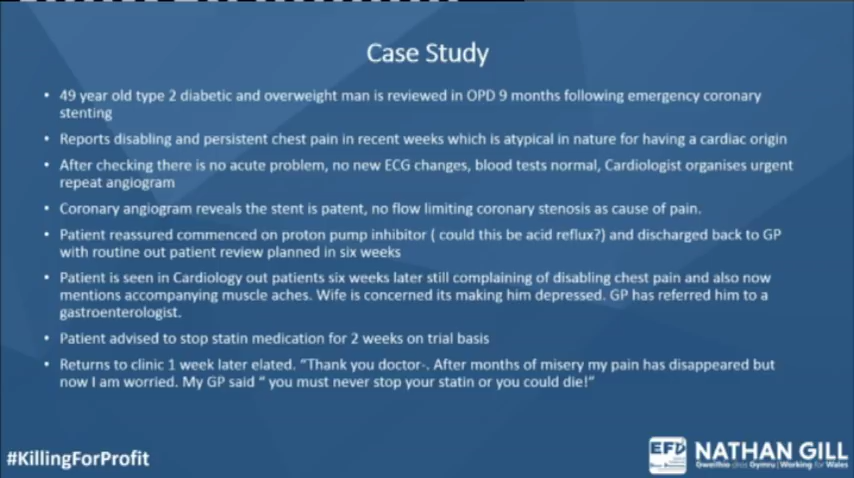 Case Study
• 49 year old type 2 diabetic and overweight man is reviewed in OPD 9 months following emergency coronary
stenting
• Reports disabling and persistent chest pain in recent weeks which is atypical in nature for having a cardiac origin
• After checking there is no acute problem, no new ECG changes, blood tests normal, Cardiologist organises urgent
repeat angiogram
• Coronary angiogram reveals the stent is patent, no flow limiting coronary stenosis as cause of pain.
• Patient reassured commenced on proton pump inhibitor ( could this be acid reflux?) and discharged back to GP
with routine out patient review planned in six weeks
• Patient is seen in Cardiology out patients six weeks later still complaining of disabling chest pain and also now
mentions accompanying muscle aches. Wife is concerned its making him depressed. GP has referred him to a
gastroenterologist.
• Patient advised to stop statin medication for 2 weeks on trial basis
• Returns to clinic 1 week later elated. “Thank you doctor-. After months of misery my pain has disappeared but
now I am worried. My GP said “ you must never stop your statin or you could die!”
#KillingForProfit
EFD
NATHAN GILL
Gweithio dros Gymru | Working for Wales